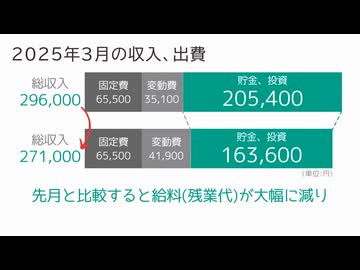 2025年3月の収入、出費
総収入 固定費 変動費 貯金、投資
296,000 65,500 35,100 205,400
総収入 固定費 変動費 貯金、投資
271,000 65,500 41,900 163,600
(単位:円)
先月と比較すると給料(残業代)が大幅に減り